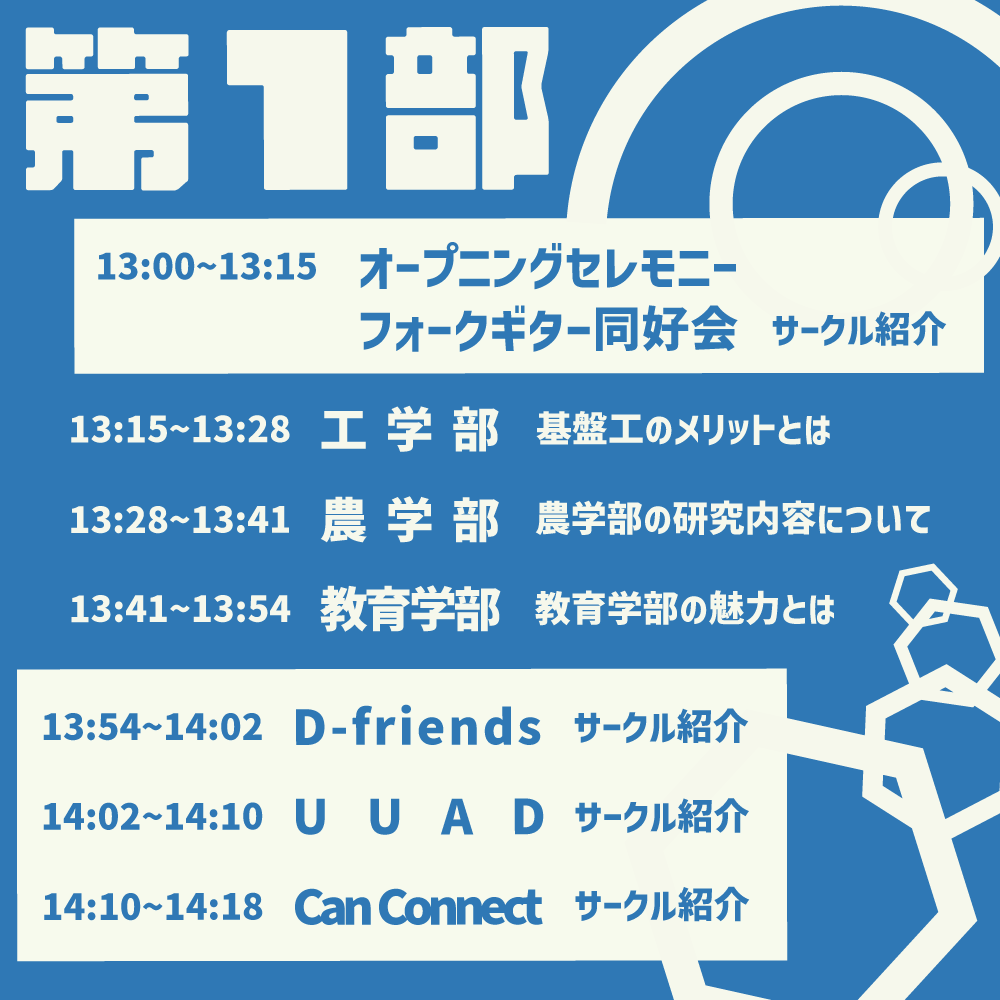 第1部
13:00~13:15 オープニングセレモニー
フォークギター同好会 サークル紹介
13:15~13:28 工学部 基盤工のメリットとは
13:28~13:41 農学部 農学部の研究内容について
13:41~13:54 教育学部 教育学部の魅力とは
13:54~14:02 D-friends サークル紹介
14:02~14:10 UUAD サークル紹介
14:10~14:18 Can Connect サークル紹介